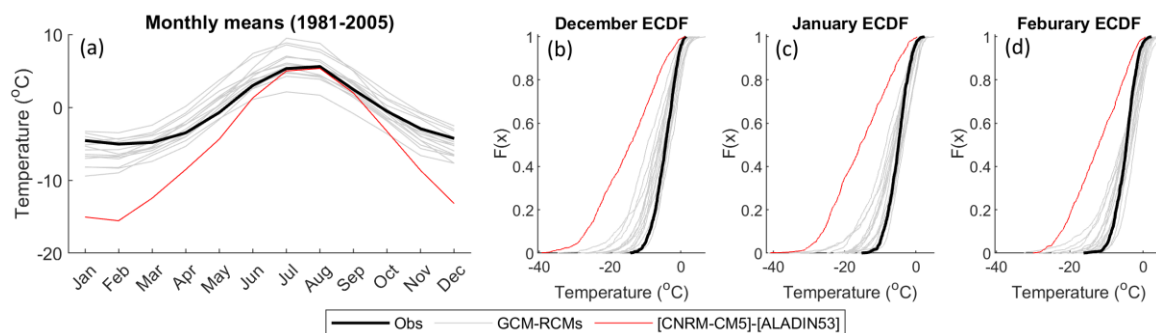 Monthly means (1981-2005)
(a)
Temperature (°C)
10
0
-10
-20
Jan Feb Mar Apr May Jun Jul Aug Sep Oct Nov Dec
December ECDF
(b)
F(x)
1
0.8
0.6
0.4
0.2
0
-40 -20 0
Temperature (°C)
January ECDF
(c)
F(x)
1
0.8
0.6
0.4
0.2
0
-40 -20 0
Temperature (°C)
Feburary ECDF
(d)
F(x)
1
0.8
0.6
0.4
0.2
0
-40 -20 0
Temperature (°C)
Obs GCM-RCMs [CNRM-CM5]-[ALADIN53]